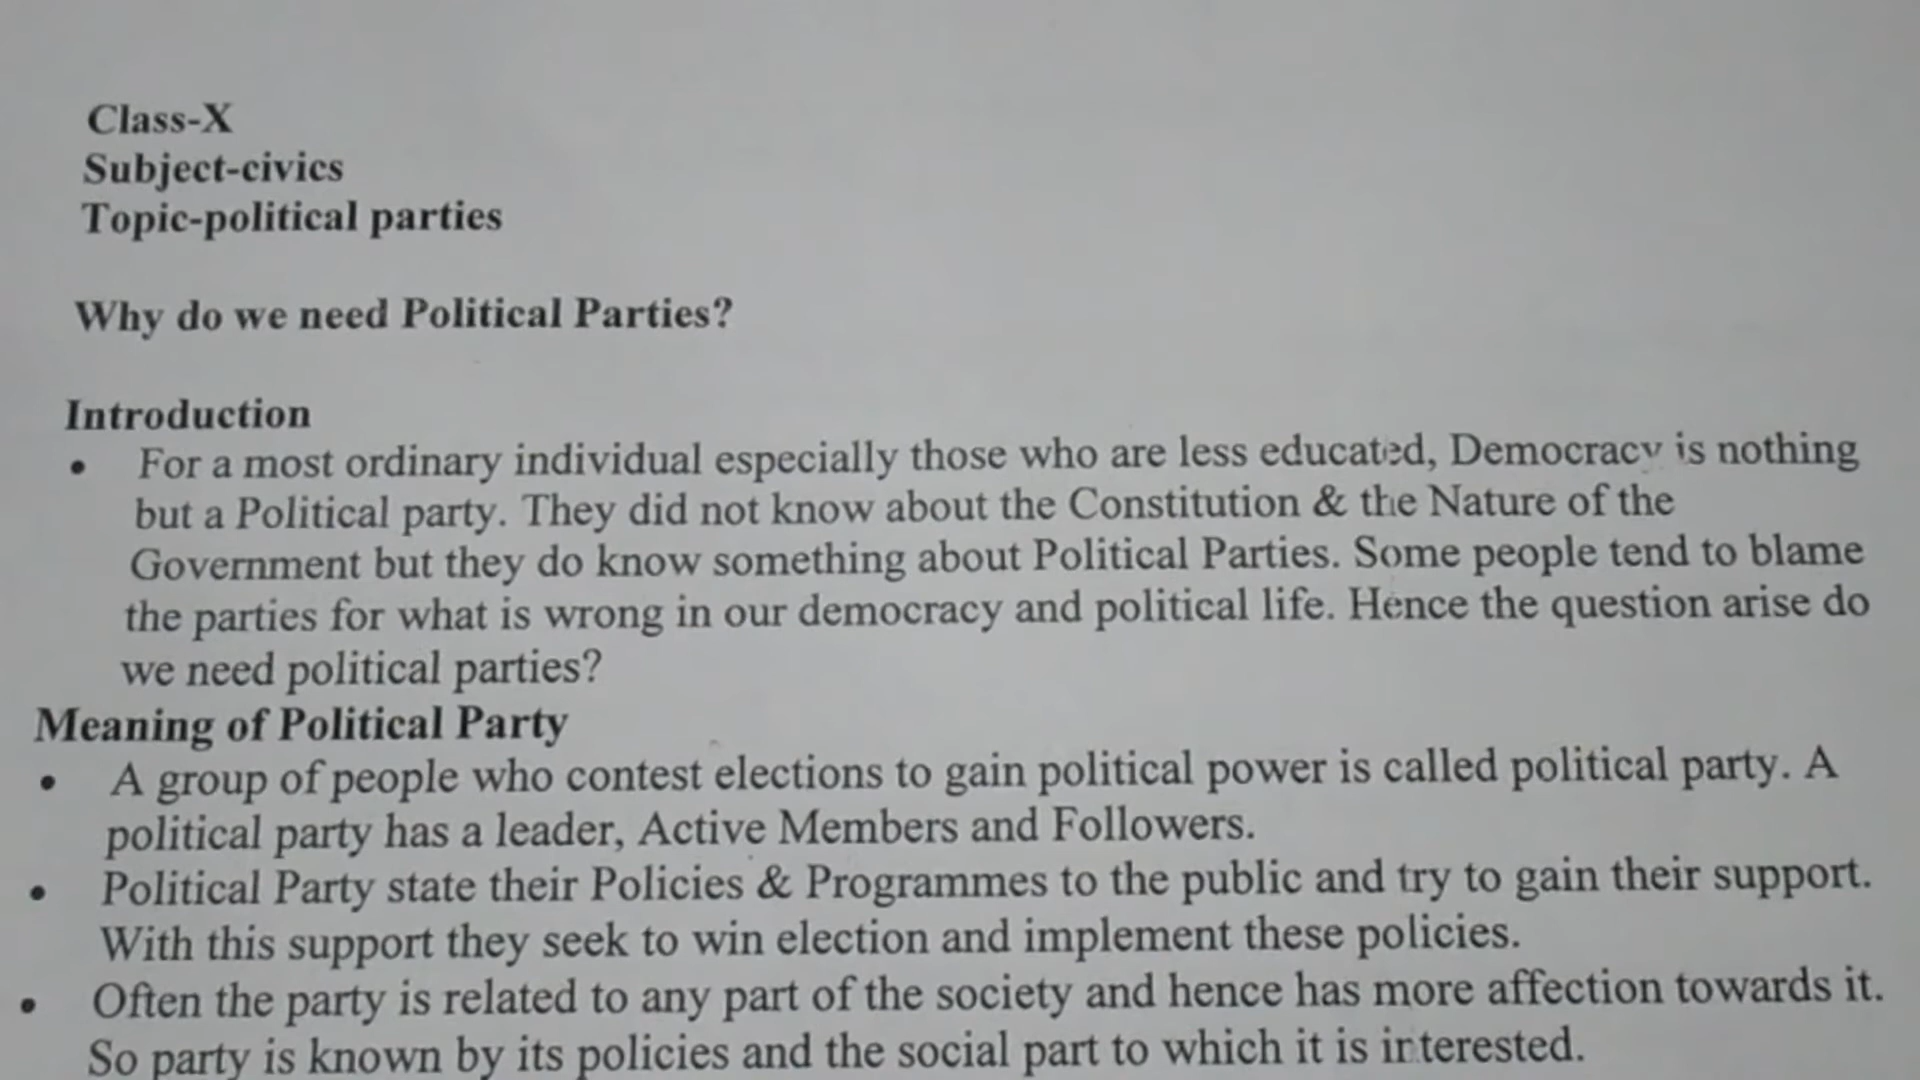 Class-X
Subject-civics
Topic-political parties
Why do we need Political Parties?
Introduction
• For a most ordinary individual especially those who are less educated, Democracy is nothing
but a Political party. They did not know about the Constitution & the Nature of the
Government but they do know something about Political Parties. Some people tend to blame
the parties for what is wrong in our democracy and political life. Hence the question arise do
we need political parties?
Meaning of Political Party
• A group of people who contest elections to gain political power is called political party. A
political party has a leader, Active Members and Followers.
• Political Party state their Policies & Programmes to the public and try to gain their support.
With this support they seek to win election and implement these policies.
• Often the party is related to any part of the society and hence has more affection towards it.
So party is known by its policies and the social part to which it is interested.